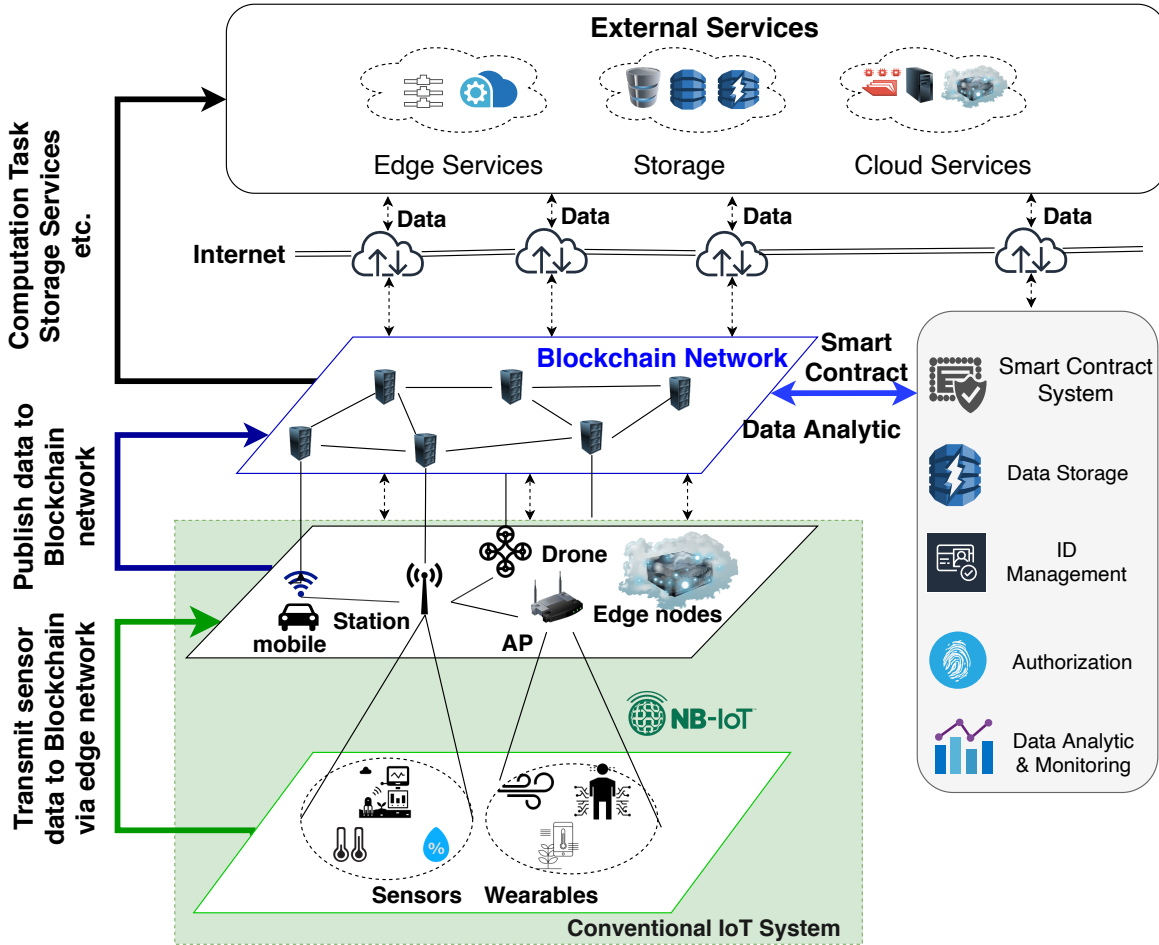 External Services
Edge Services
Storage
Cloud Services
Computation Task
Storage Services
etc.
Data
Data
Data
Data
Internet
Blockchain Network
Smart
Contract
Data Analytic
Smart Contract
System
Data Storage
ID
Management
Authorization
Data Analytic
& Monitoring
Publish data to
Blockchain
network
Drone
Station
mobile
AP
Edge nodes
Transmit sensor
data to Blockchain
via edge network
NB-IoT™
%
Sensors
Wearables
Conventional IoT System